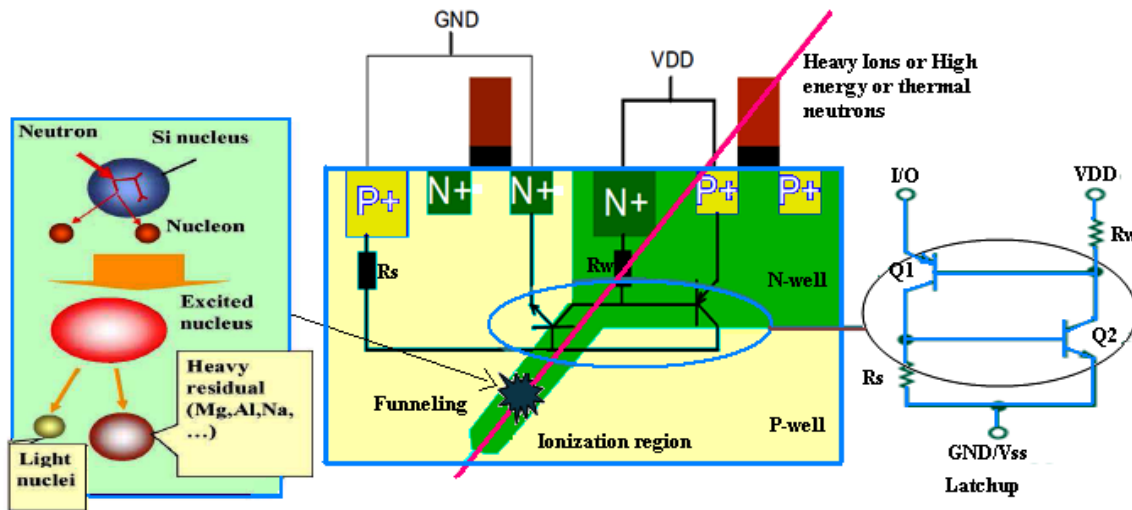 Neutron
Si nucleus
Nucleon
Excited
nucleus
Heavy
residual
(Mg,Al,Na,
…)
Light
nuclei
GND
VDD
Heavy Ions or High
energy or thermal
neutrons
P+
N+
N+
N+
P+
P+
Rs
Rw
N-well
Funneling
Ionization region
P-well
I/O
VDD
Rw
Q1
Q2
Rs
GND/Vss
Latchup